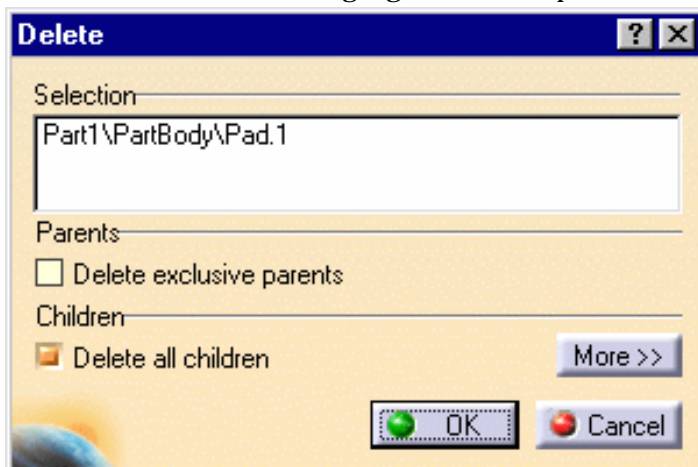 Delete
Selection
Part1\PartBody\Pad.1
Parents
Delete exclusive parents
Children
Delete all children
More >>
OK
Cancel